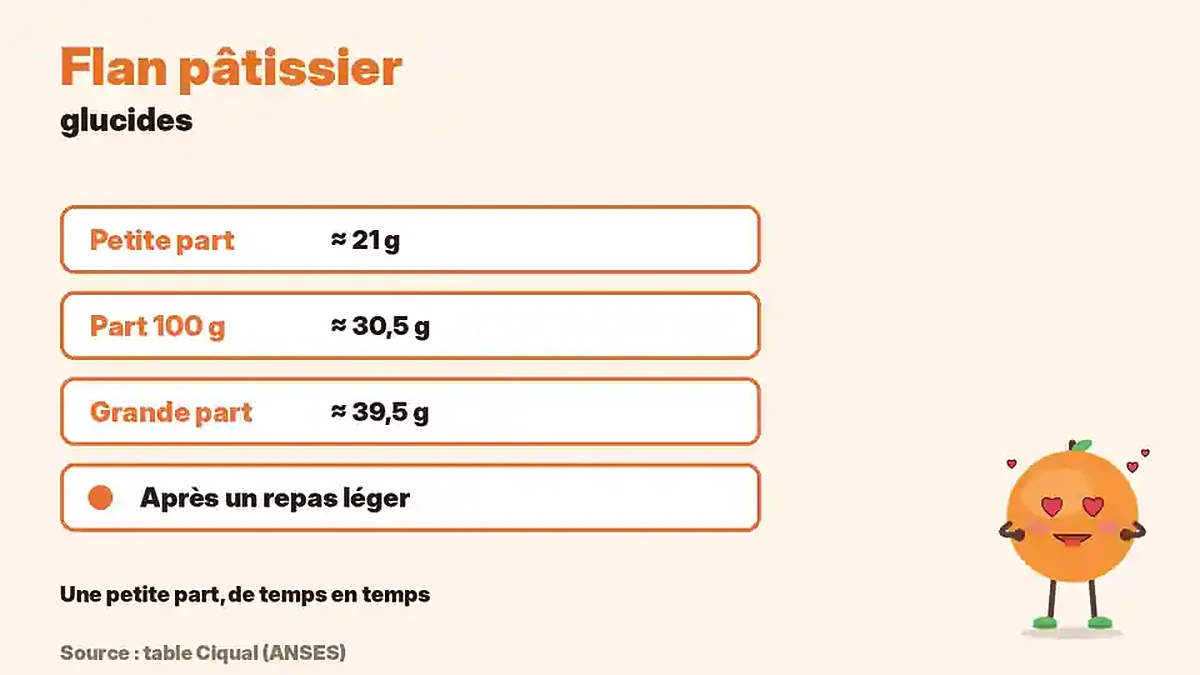 Flan pâtissier
glucides
Petite part ≈ 21 g
Part 100 g ≈ 30,5 g
Grande part ≈ 39,5 g
Après un repas léger
Une petite part, de temps en temps
Source : table Ciqual (ANSES)